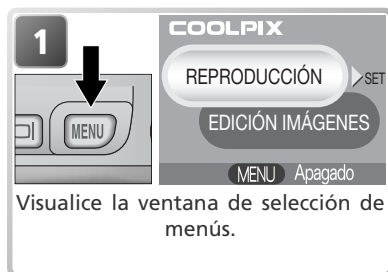 1
COOLPIX
REPRODUCCIÓN
SET
EDICIÓN IMÁGENES
MENU
MENU Apagado
Visualice la ventana de selección de
menús.